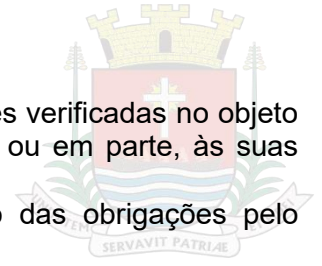 es verificadas no objeto
ou em parte, às suas
o das obrigações pelo
SERVAVIT PATRIAE